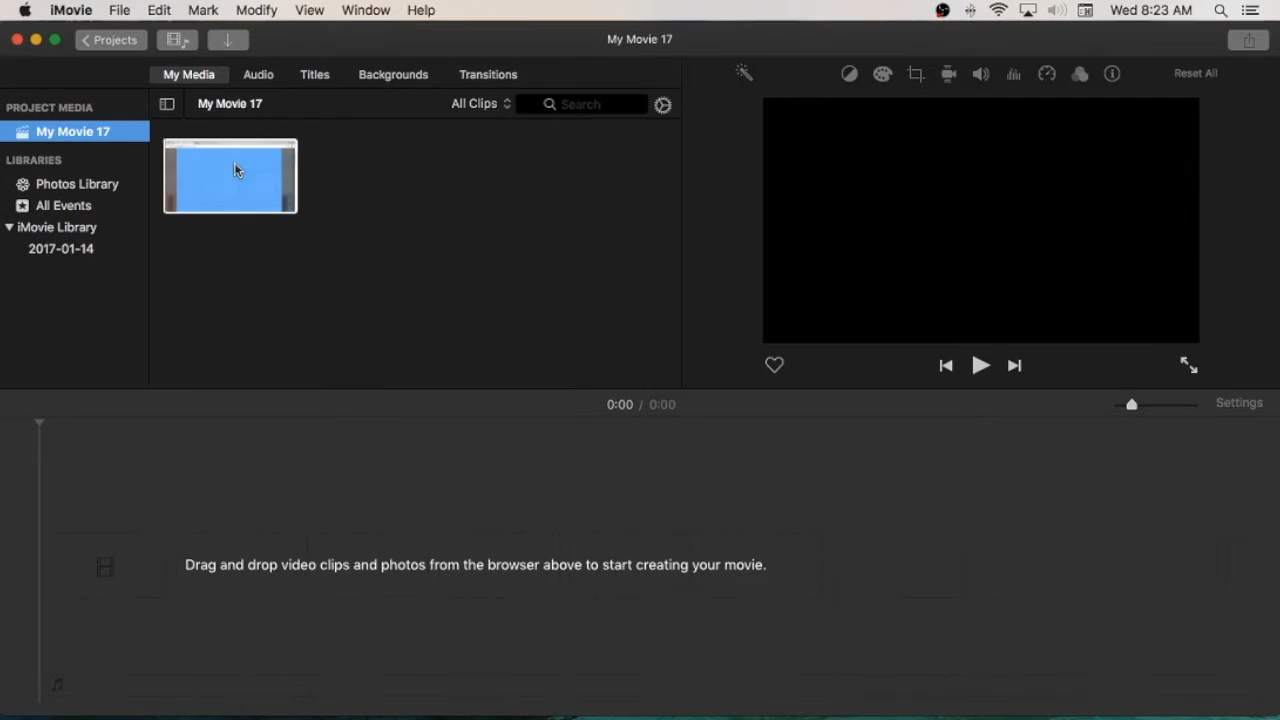 iMovie File Edit Mark Modify View Window Help Wed 8:23 AM
Projects My Movie 17
My Media Audio Titles Backgrounds Transitions Reset All
PROJECT MEDIA My Movie 17 All Clips Search
My Movie 17
LIBRARIES
Photos Library
All Events
iMovie Library
2017-01-14
0:00 / 0:00 Settings
Drag and drop video clips and photos from the browser above to start creating your movie.